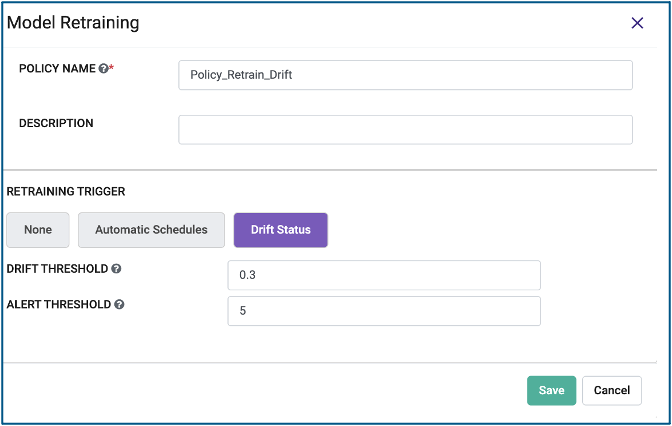 Model Retraining
POLICY NAME ?*
Policy_Retrain_Drift
DESCRIPTION
RETRAINING TRIGGER
None Automatic Schedules Drift Status
DRIFT THRESHOLD ? 0.3
ALERT THRESHOLD ? 5
Save Cancel